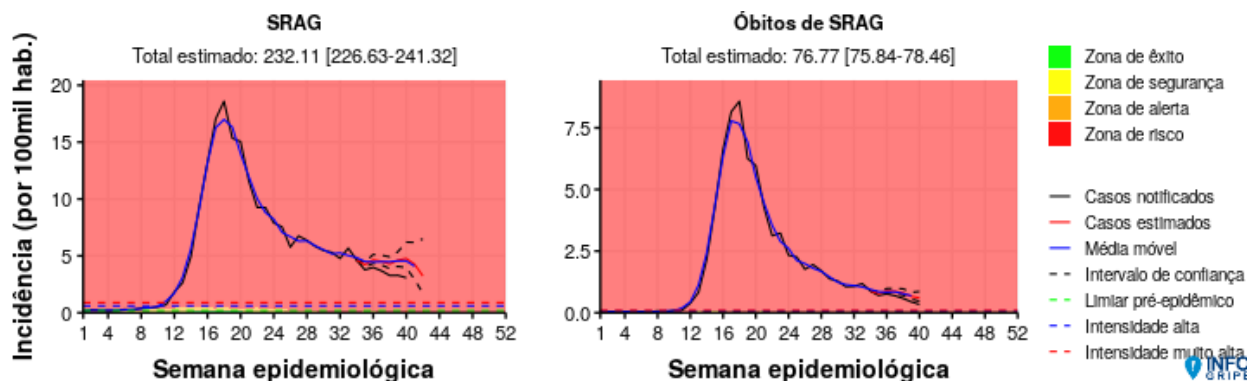 SRAG
Total estimado: 232.11 [226.63-241.32]
Incidência (por 100mil hab.)
20
15
10
5
0
1 4 8 12 16 20 24 28 32 36 40 44 48 52
Semana epidemiológica
Óbitos de SRAG
Total estimado: 76.77 [75.84-78.46]
7.5
5.0
2.5
0.0
1 4 8 12 16 20 24 28 32 36 40 44 48 52
Semana epidemiológica
Zona de êxito
Zona de segurança
Zona de alerta
Zona de risco
Casos notificados
Casos estimados
Média móvel
Intervalo de confiança
Limiar pré-epidêmico
Intensidade alta
Intensidade muito alta
INFO
GRIPE